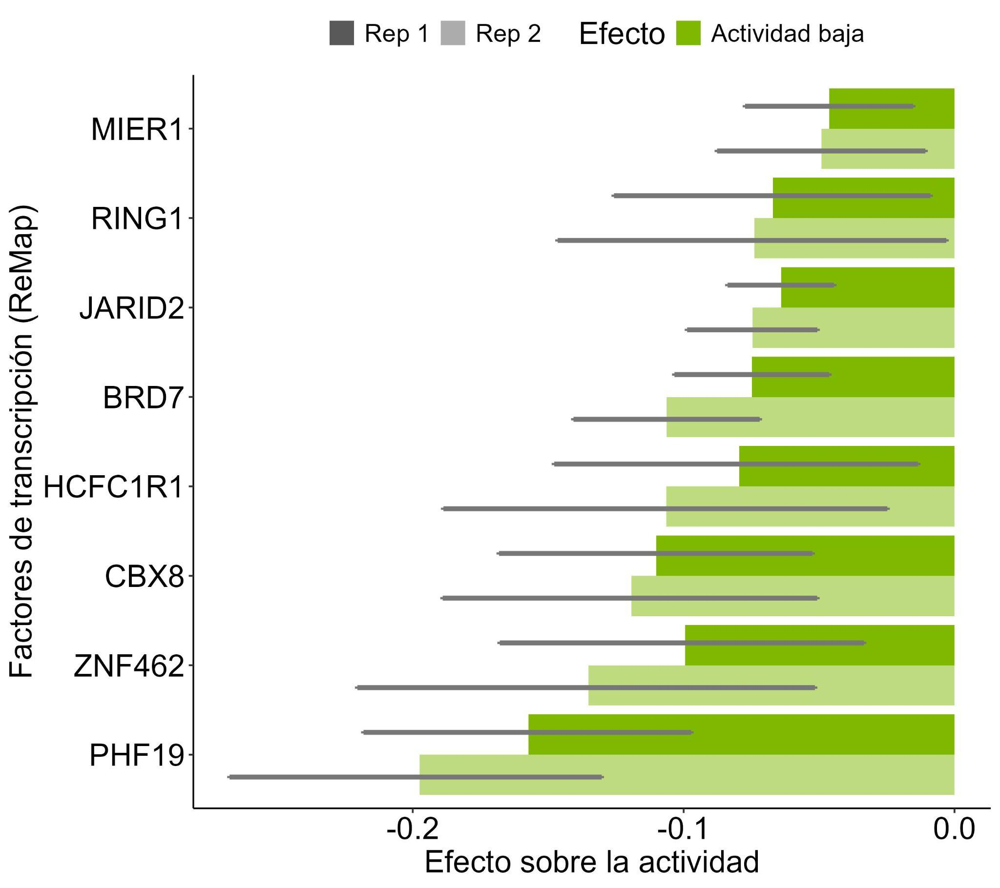 Rep 1 Rep 2 Efecto Actividad baja
Factores de transcripción (ReMap)
MIER1
RING1
JARID2
BRD7
HCFC1R1
CBX8
ZNF462
PHF19
-0.2 -0.1 0.0
Efecto sobre la actividad